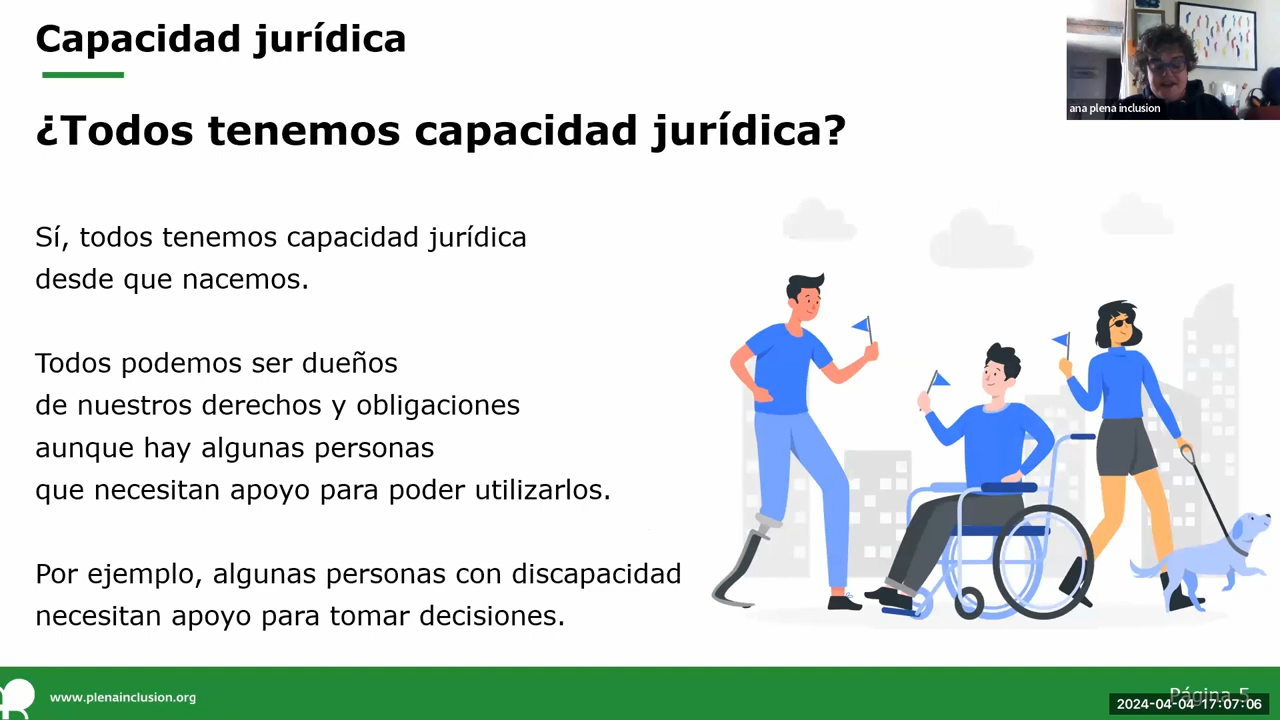 Capacidad jurídica
ana plena inclusion
¿Todos tenemos capacidad jurídica?
Sí, todos tenemos capacidad jurídica
desde que nacemos.
Todos podemos ser dueños
de nuestros derechos y obligaciones
aunque hay algunas personas
que necesitan apoyo para poder utilizarlos.
Por ejemplo, algunas personas con discapacidad
necesitan apoyo para tomar decisiones.
www.plenainclusion.org
Página 5
2024-04-04 17:07:06